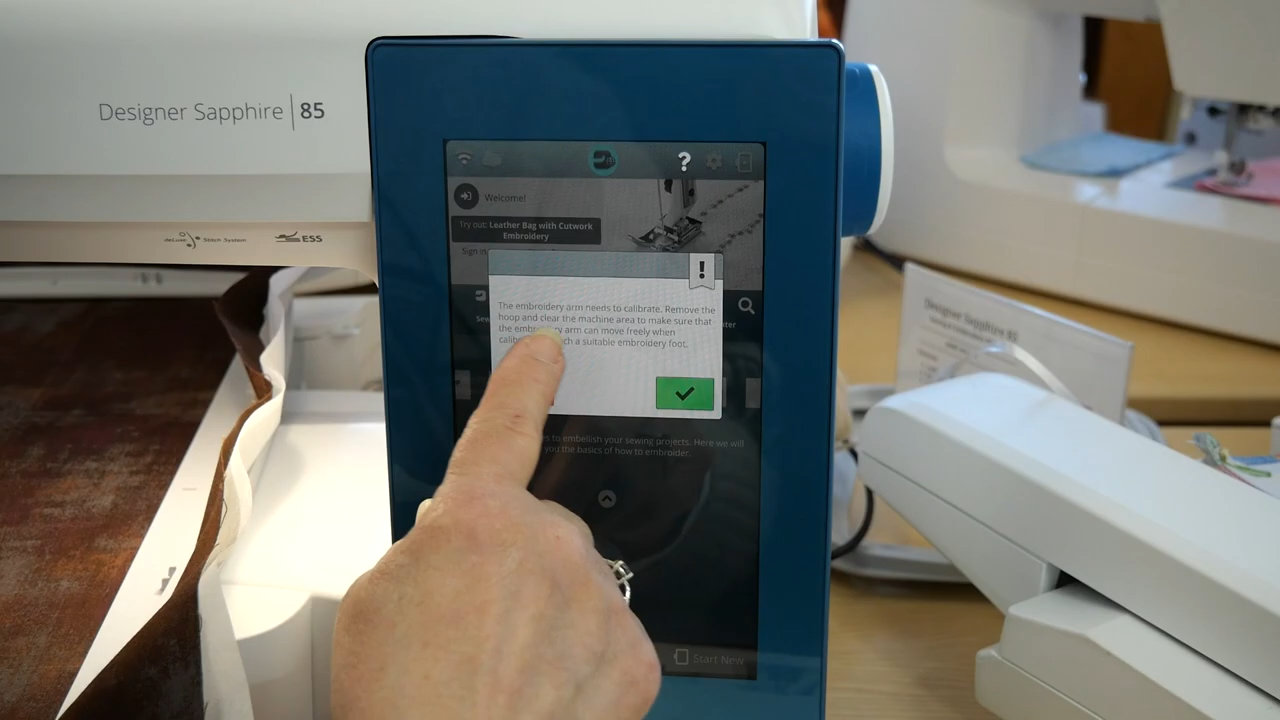 Designer Sapphire | 85
deLuxe Stitch System
ESS
?
Welcome!
Try out: Leather Bag with Cutwork
Embroidery
Sign in
!
The embroidery arm needs to calibrate. Remove the
hoop and clear the machine area to make sure that
the arm can move freely when
a suitable embroidery foot.
es to embellish your sewing projects. Here we will
you the basics of how to embroider.
Start New
Designer Sapphire 85